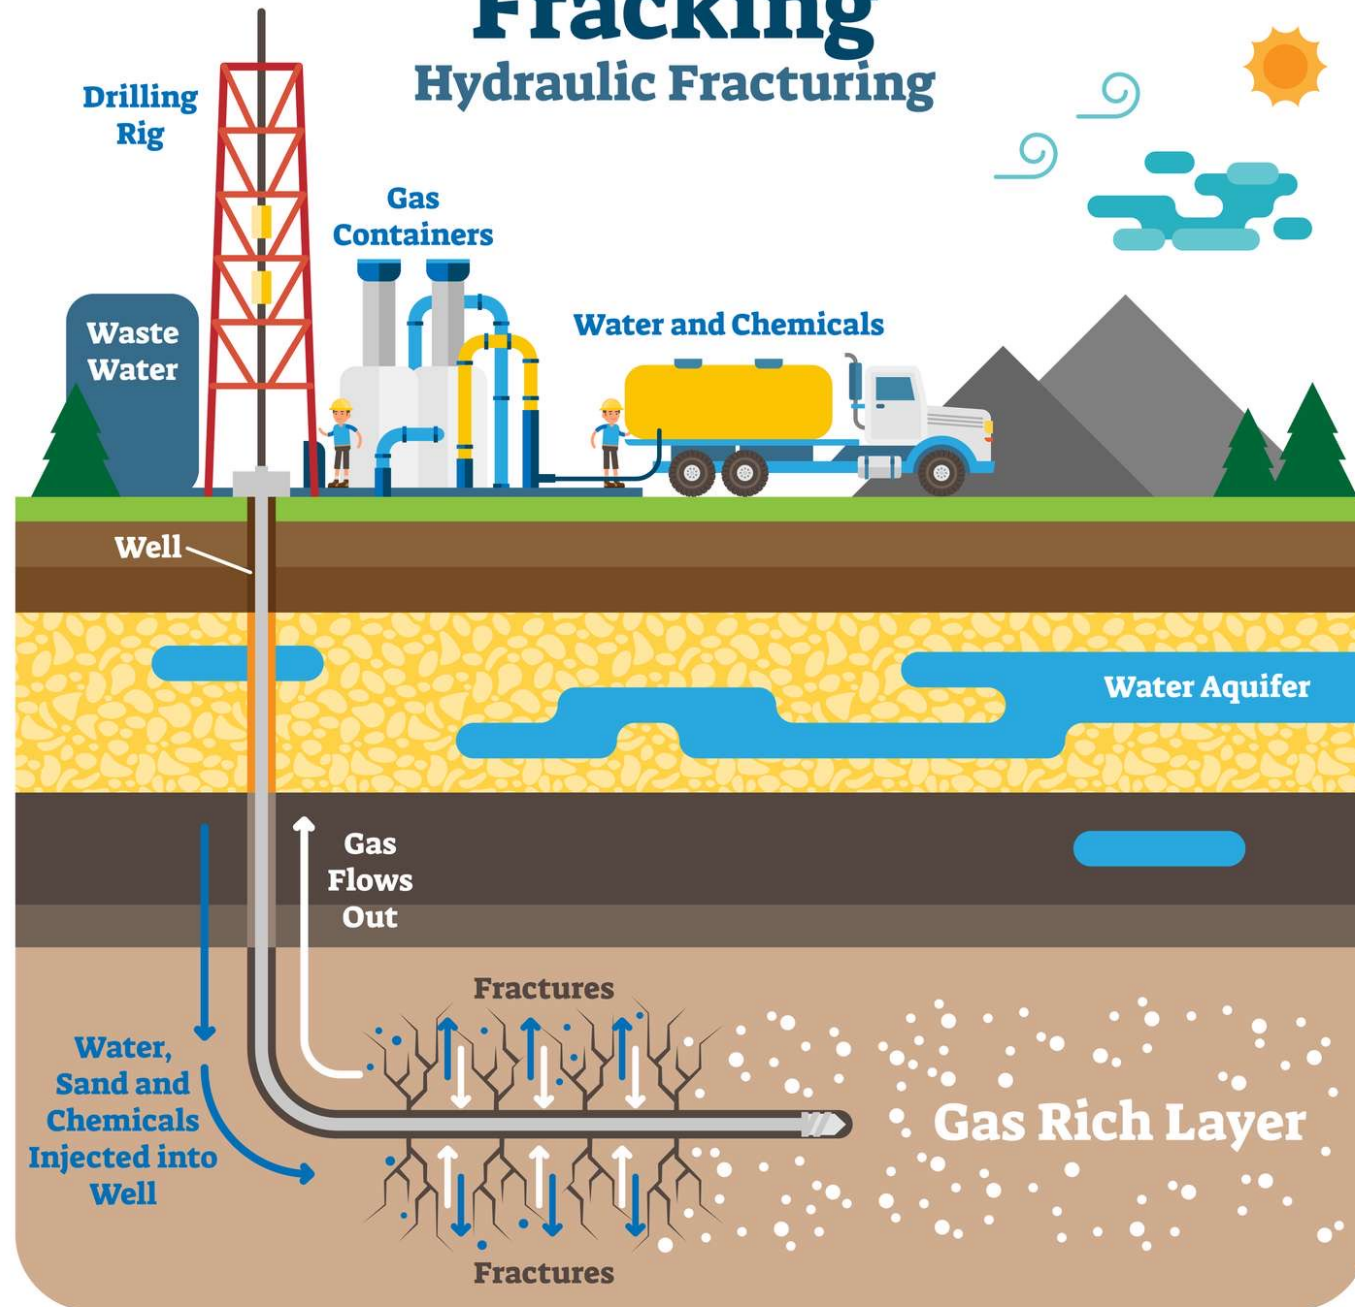 Fracking
Hydraulic Fracturing
Drilling
Rig
Gas
Containers
Waste
Water
Water and Chemicals
Well
Water Aquifer
Gas
Flows
Out
Fractures
Water,
Sand and
Chemicals
Injected into
Well
Gas Rich Layer
Fractures